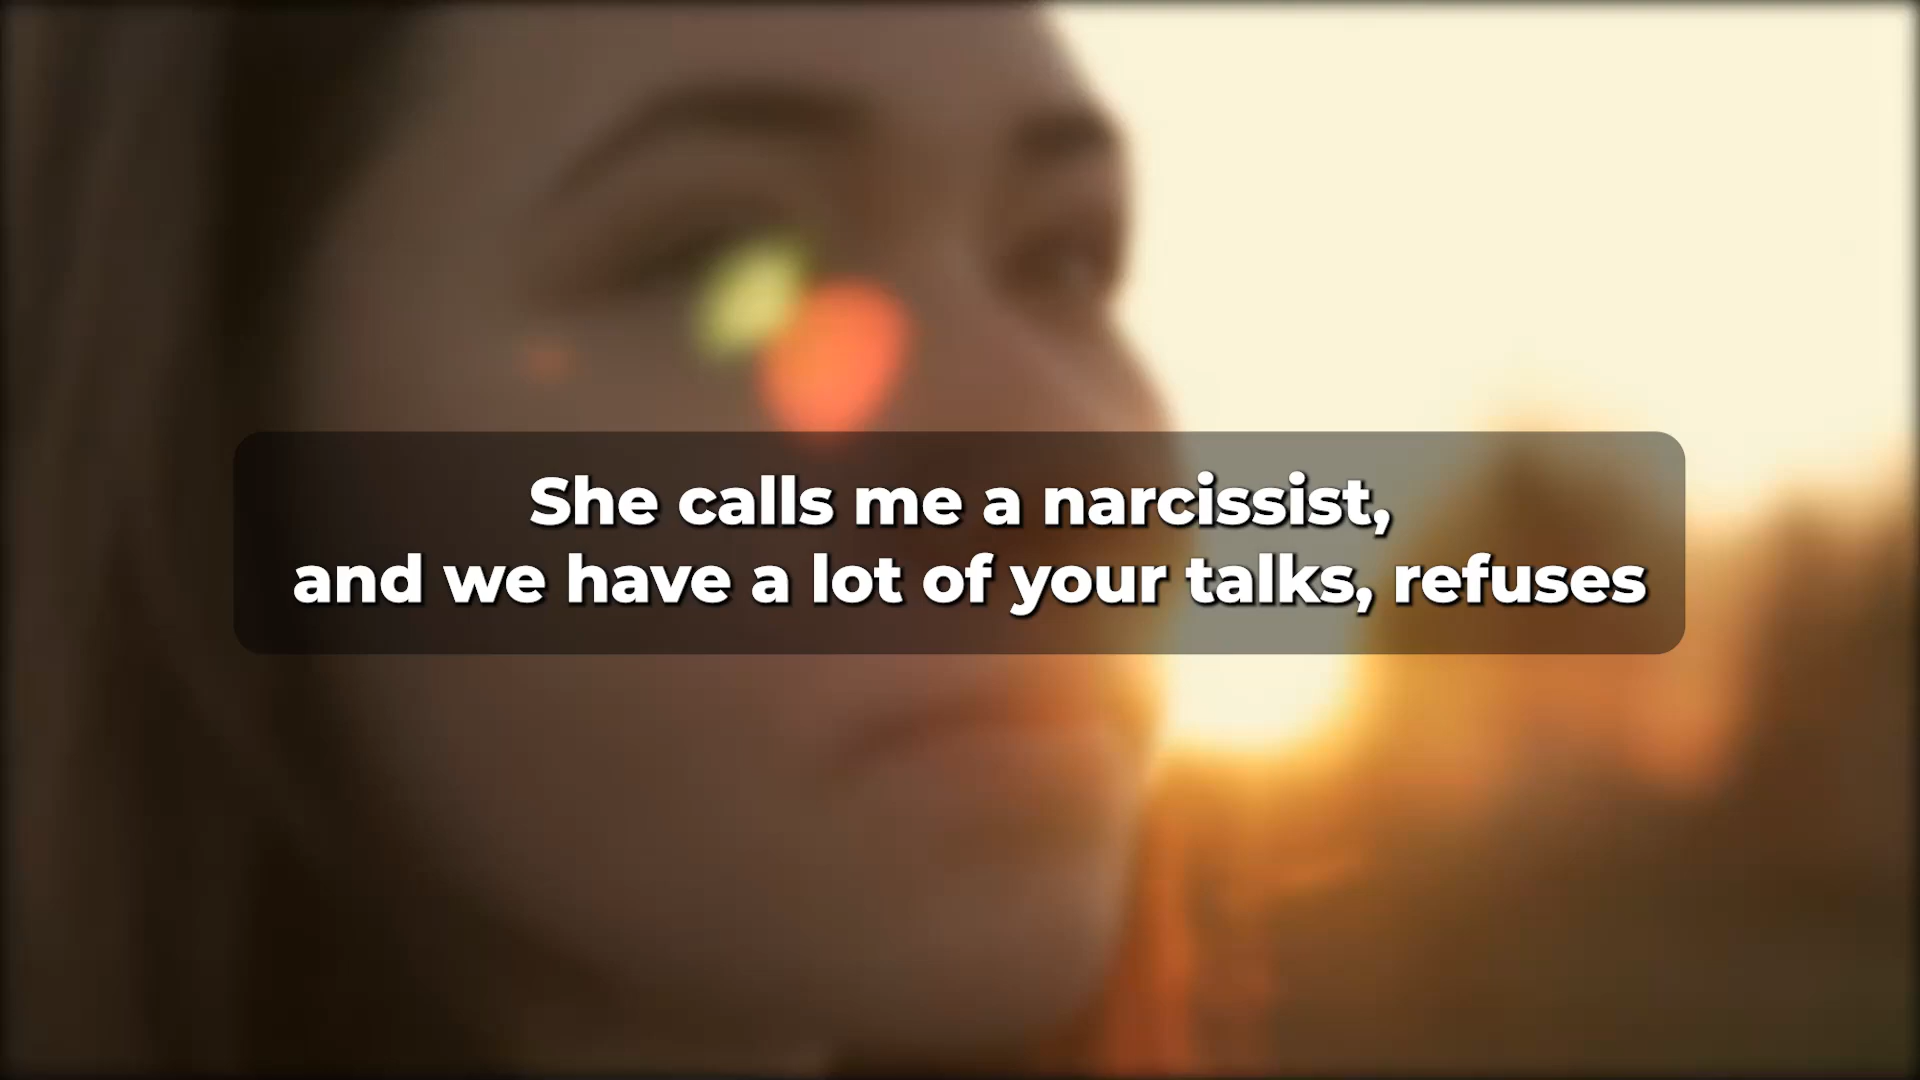 She calls me a narcissist,
and we have a lot of your talks, refuses